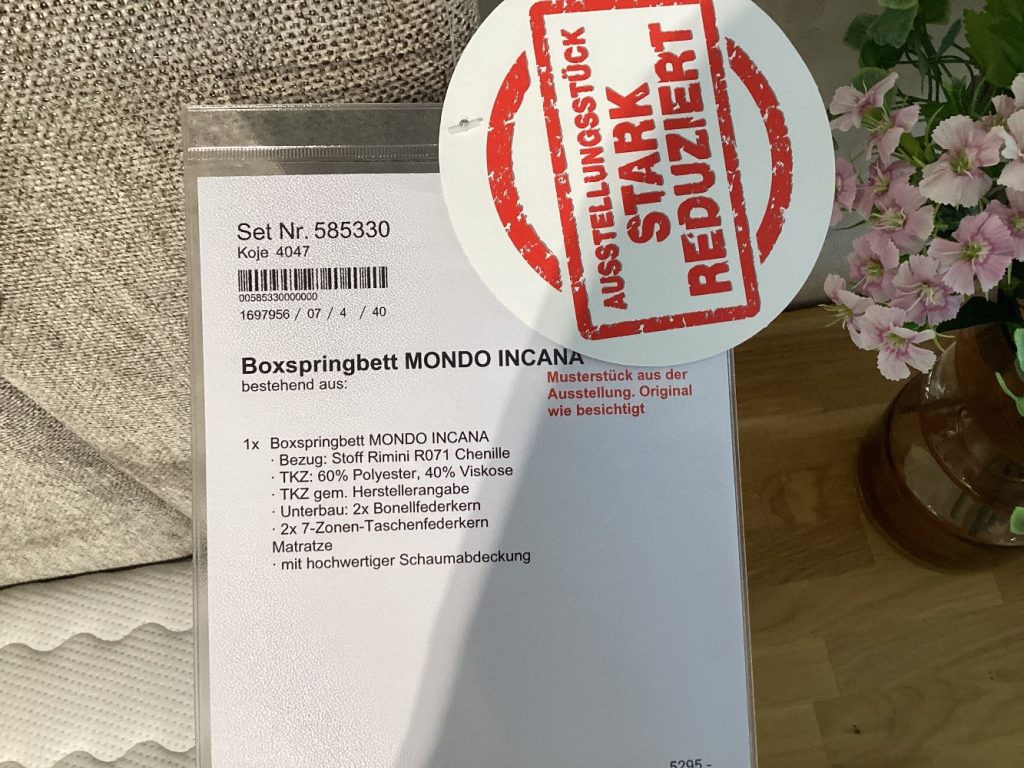 AUSSTELLUNGSSTÜCK
STARK
REDUZIERT
Set Nr. 585330
Koje 4047
00585330000000
1697956 / 07 / 4 / 40
Boxspringbett MONDO INCANA
bestehend aus:
Musterstück aus der
Ausstellung. Original
wie besichtigt
1x Boxspringbett MONDO INCANA
· Bezug: Stoff Rimini R071 Chenille
· TKZ: 60% Polyester, 40% Viskose
· TKZ gem. Herstellerangabe
· Unterbau: 2x Bonellfederkern
· 2x 7-Zonen-Taschenfederkern
Matratze
· mit hochwertiger Schaumabdeckung
5295.-